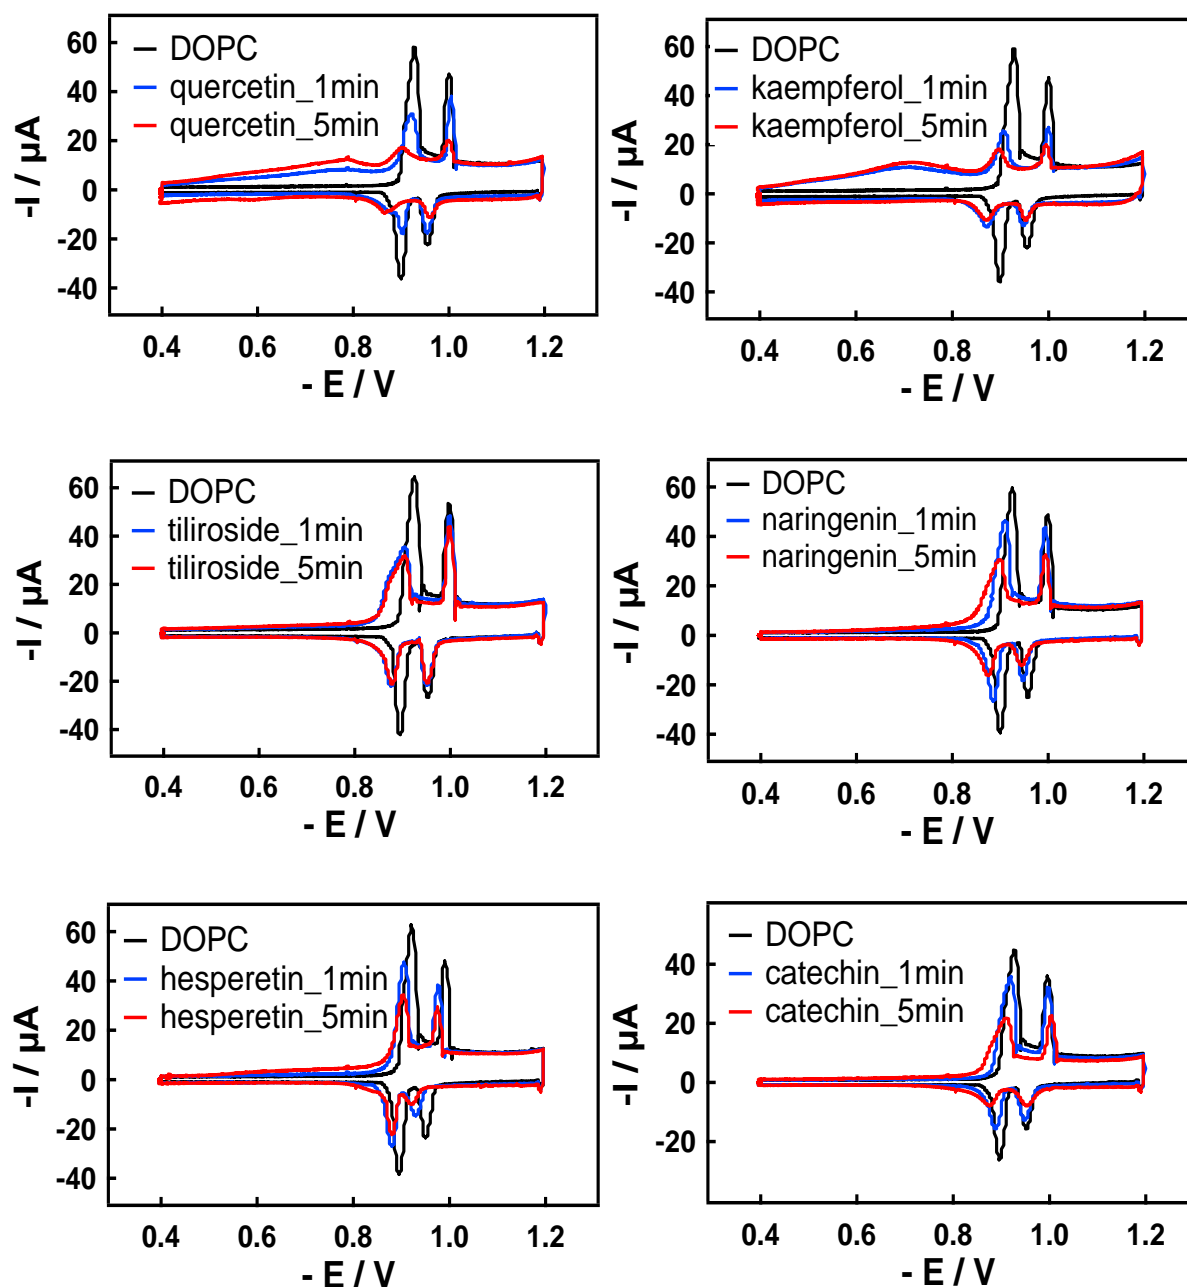 60
40
20
0
-20
-40
-I / µA
DOPC
quercetin_1min
quercetin_5min
0.4 0.6 0.8 1.0 1.2
- E / V
60
40
20
0
-20
-40
-I / µA
DOPC
kaempferol_1min
kaempferol_5min
0.4 0.6 0.8 1.0 1.2
- E / V
60
40
20
0
-20
-40
-I / µA
DOPC
tiliroside_1min
tiliroside_5min
0.4 0.6 0.8 1.0 1.2
- E / V
60
40
20
0
-20
-40
-I / µA
DOPC
naringenin_1min
naringenin_5min
0.4 0.6 0.8 1.0 1.2
- E / V
60
40
20
0
-20
-40
-I / µA
DOPC
hesperetin_1min
hesperetin_5min
0.4 0.6 0.8 1.0 1.2
- E / V
40
20
0
-20
-I / µA
DOPC
catechin_1min
catechin_5min
0.4 0.6 0.8 1.0 1.2
- E / V